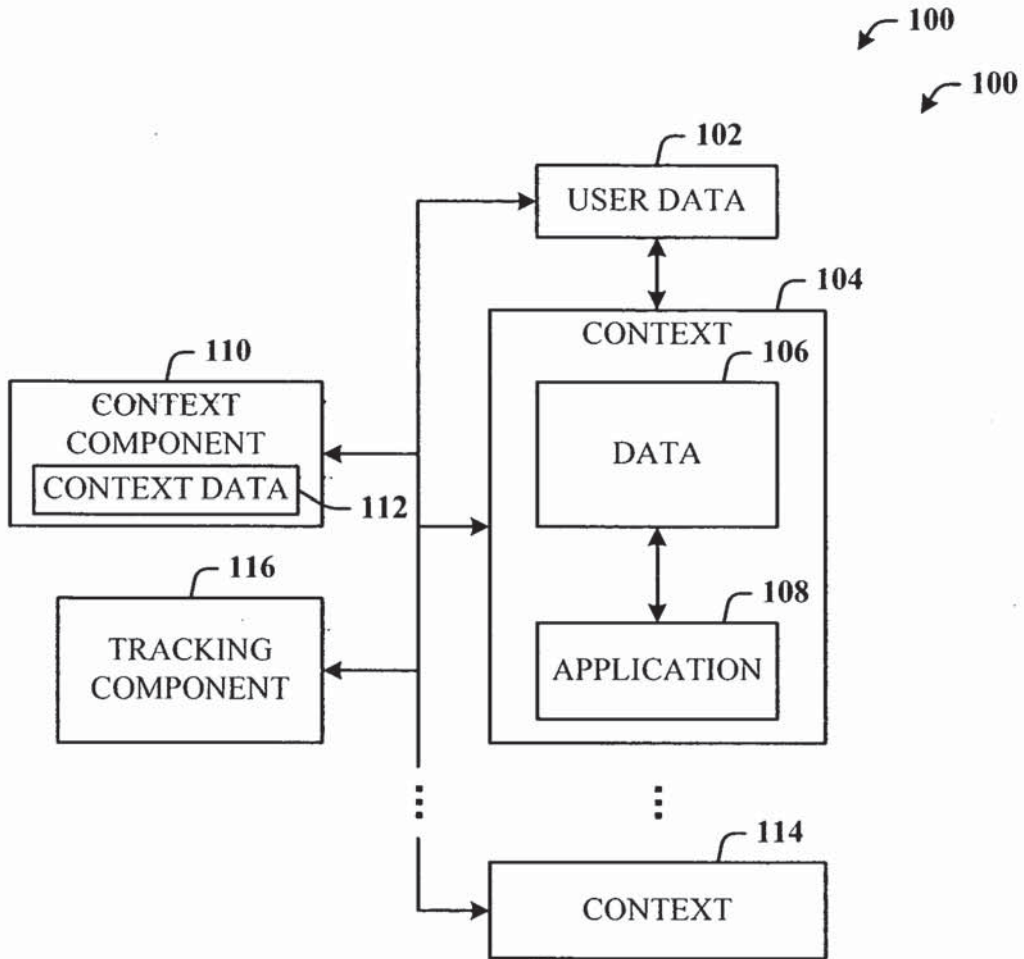 100
100
102
USER DATA
104
CONTEXT
106
DATA
108
APPLICATION
110
CONTEXT
COMPONENT
CONTEXT DATA
112
116
TRACKING
COMPONENT
114
CONTEXT